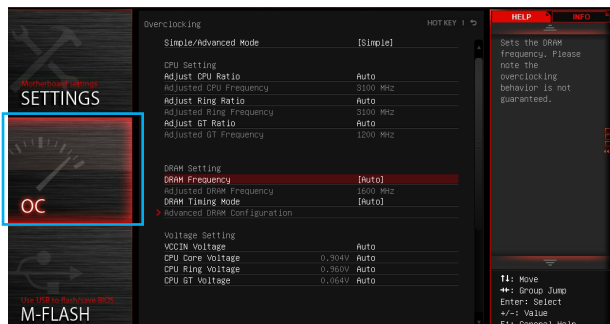 Overclocking
HOT KEY
HELP
INFO
Simple/Advanced Mode [Simple]
CPU Setting
Adjust CPU Ratio Auto
Adjusted CPU Frequency 3100 MHz
Adjust Ring Ratio Auto
Adjusted Ring Frequency 3100 MHz
Adjust GT Ratio Auto
Adjusted GT Frequency 1200 MHz
DRAM Setting
DRAM Frequency [Auto]
Adjusted DRAM Frequency 1600 MHz
DRAM Timing Mode [Auto]
> Advanced DRAM Configuration
Voltage Setting
VCCIN Voltage Auto
CPU Core Voltage 0.904V Auto
CPU Ring Voltage 0.960V Auto
CPU GT Voltage 0.064V Auto
Motherboard settings
SETTINGS
OC
Use USB to flash/save BIOS
M-FLASH
Sets the DRAM
frequency. Please
note the
overclocking
behavior is not
guaranteed.
↑↓: Move
Group Jump
Enter: Select
+/-: Value
F1: General Help